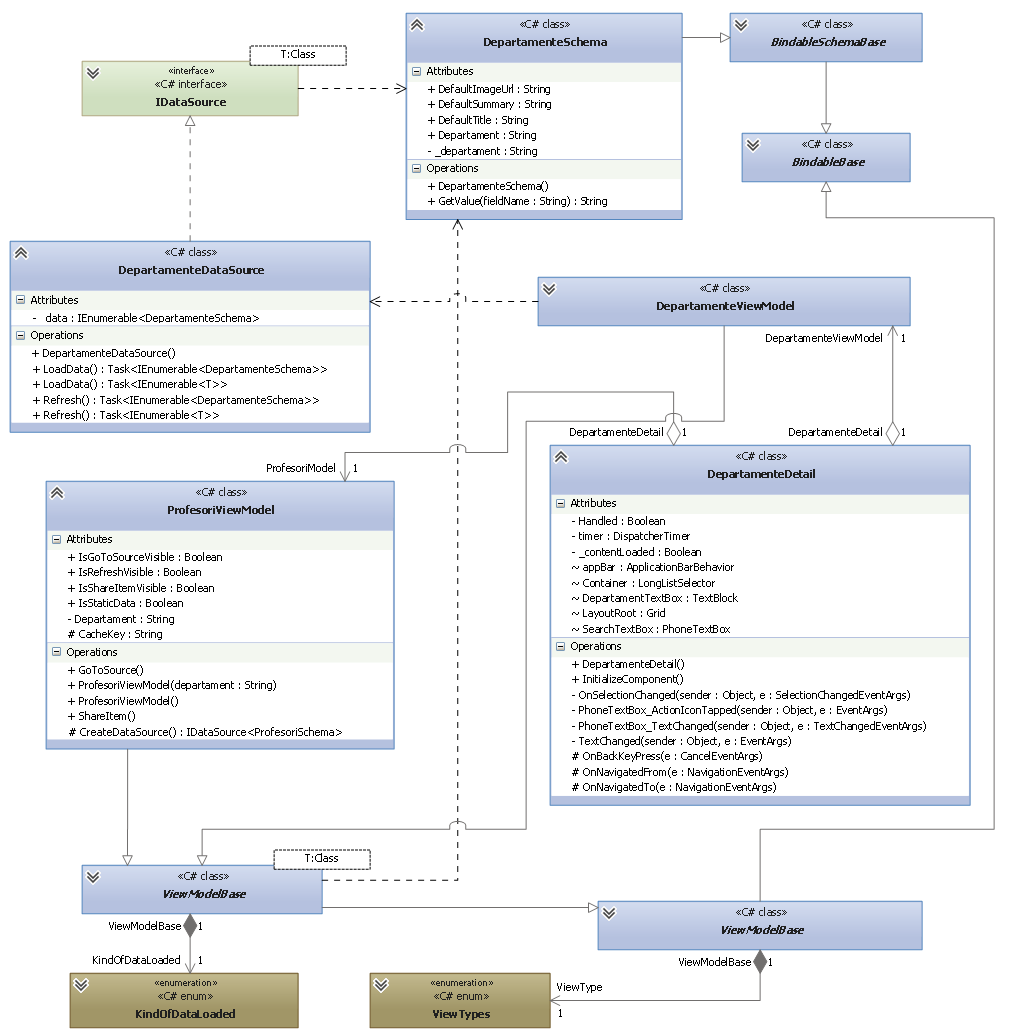 «C# class»
DepartamenteSchema
Attributes
+ DefaultImageUrl : String
+ DefaultSummary : String
+ DefaultTitle : String
+ Departament : String
- _departament : String
Operations
+ DepartamenteSchema()
+ GetValue(fieldName : String) : String
«C# class»
BindableSchemaBase
T:Class
«interface»
«C# interface»
IDataSource
«C# class»
BindableBase
«C# class»
DepartamenteDataSource
Attributes
- _data : IEnumerable<DepartamenteSchema>
Operations
+ DepartamenteDataSource()
+ LoadData() : Task<IEnumerable<DepartamenteSchema>>
+ LoadData() : Task<IEnumerable<T>>
+ Refresh() : Task<IEnumerable<DepartamenteSchema>>
+ Refresh() : Task<IEnumerable<T>>
«C# class»
DepartamenteViewModel
DepartamenteViewModel 1
DepartamenteDetail 1
DepartamenteDetail 1
ProfesoriModel 1
«C# class»
DepartamenteDetail
Attributes
- Handled : Boolean
- timer : DispatcherTimer
- _contentLoaded : Boolean
~ appBar : ApplicationBarBehavior
~ Container : LongListSelector
~ DepartamentTextBox : TextBlock
~ LayoutRoot : Grid
~ SearchTextBox : PhoneTextBox
Operations
+ DepartamenteDetail()
+ InitializeComponent()
- OnSelectionChanged(sender : Object, e : SelectionChangedEventArgs)
- PhoneTextBox_ActionIconTapped(sender : Object, e : EventArgs)
- PhoneTextBox_TextChanged(sender : Object, e : TextChangedEventArgs)
- TextChanged(sender : Object, e : EventArgs)
# OnBackKeyPress(e : CancelEventArgs)
# OnNavigatedFrom(e : NavigationEventArgs)
# OnNavigatedTo(e : NavigationEventArgs)
«C# class»
ProfesoriViewModel
Attributes
+ IsGoToSourceVisible : Boolean
+ IsRefreshVisible : Boolean
+ IsShareItemVisible : Boolean
+ IsStaticData : Boolean
- Departament : String
# CacheKey : String
Operations
+ GoToSource()
+ ProfesoriViewModel(departament : String)
+ ProfesoriViewModel()
+ ShareItem()
# CreateDataSource() : IDataSource<ProfesoriSchema>
T:Class
«C# class»
ViewModelBase
ViewModelBase 1
KindOfDataLoaded 1
«enumeration»
«C# enum»
KindOfDataLoaded
«C# class»
ViewModelBase
ViewModelBase 1
ViewType
1
«enumeration»
«C# enum»
ViewTypes